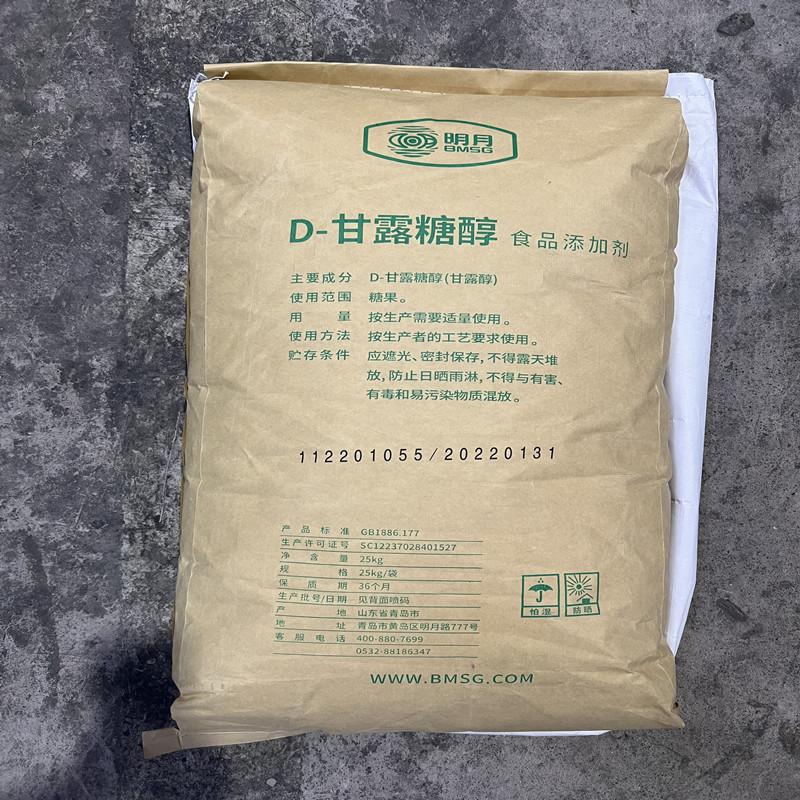 明月
BMSG
D-甘露糖醇 食品添加剂
主要成分 D-甘露糖醇(甘露醇)
使用范围 糖果。
用量 按生产需要适量使用。
使用方法 按生产者的工艺要求使用。
贮存条件 应遮光、密封保存,不得露天堆
放,防止日晒雨淋,不得与有害、
有毒和易污染物质混放。
112201055/20220131
产品标准 GB1886.177
生产许可证号 SC12237028401527
净含量 25kg
规格 25kg/袋
保质期 36个月
生产批号/日期 见背面喷码
产地 山东省青岛市
地址 青岛市黄岛区明月路777号
客服电话 400-880-7699
0532-88186347
怕湿 防晒
WWW.BMSG.COM